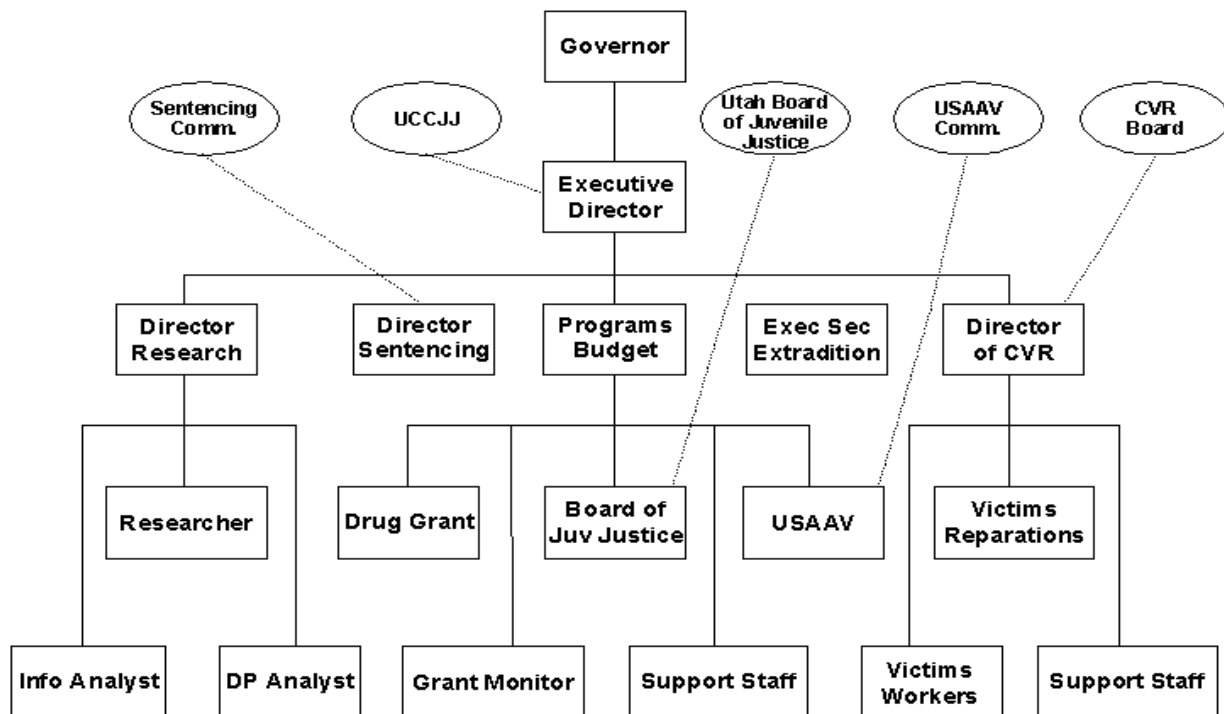 Governor
Sentencing
Comm.
UCCJJ
Utah Board
of Juvenile
Justice
USAAV
Comm.
CVR
Board
Executive
Director
Director
Research
Director
Sentencing
Programs
Budget
Exec Sec
Extradition
Director
of CVR
Researcher
Drug Grant
Board of
Juv Justice
USAAV
Victims
Reparations
Info Analyst
DP Analyst
Grant Monitor
Support Staff
Victims
Workers
Support Staff